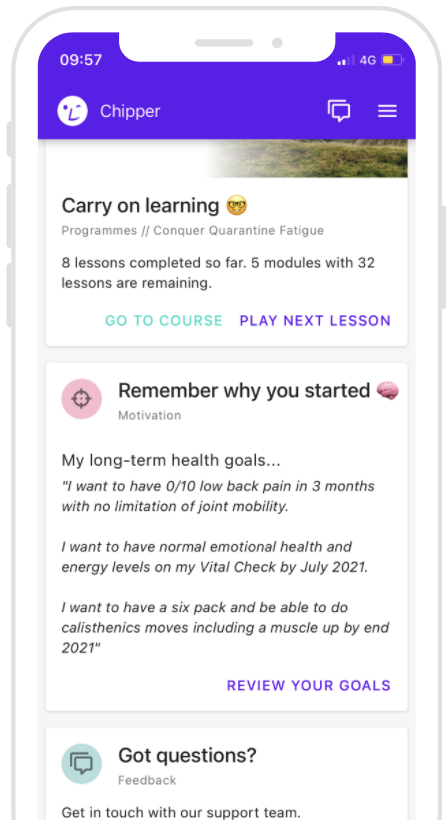 09:57
4G
Chipper
Carry on learning 🤓
Programmes // Conquer Quarantine Fatigue
8 lessons completed so far. 5 modules with 32
lessons are remaining.
GO TO COURSE PLAY NEXT LESSON
Remember why you started 🧠
Motivation
My long-term health goals...
"I want to have 0/10 low back pain in 3 months
with no limitation of joint mobility.
I want to have normal emotional health and
energy levels on my Vital Check by July 2021.
I want to have a six pack and be able to do
calisthenics moves including a muscle up by end
2021"
REVIEW YOUR GOALS
Got questions?
Feedback
Get in touch with our support team.